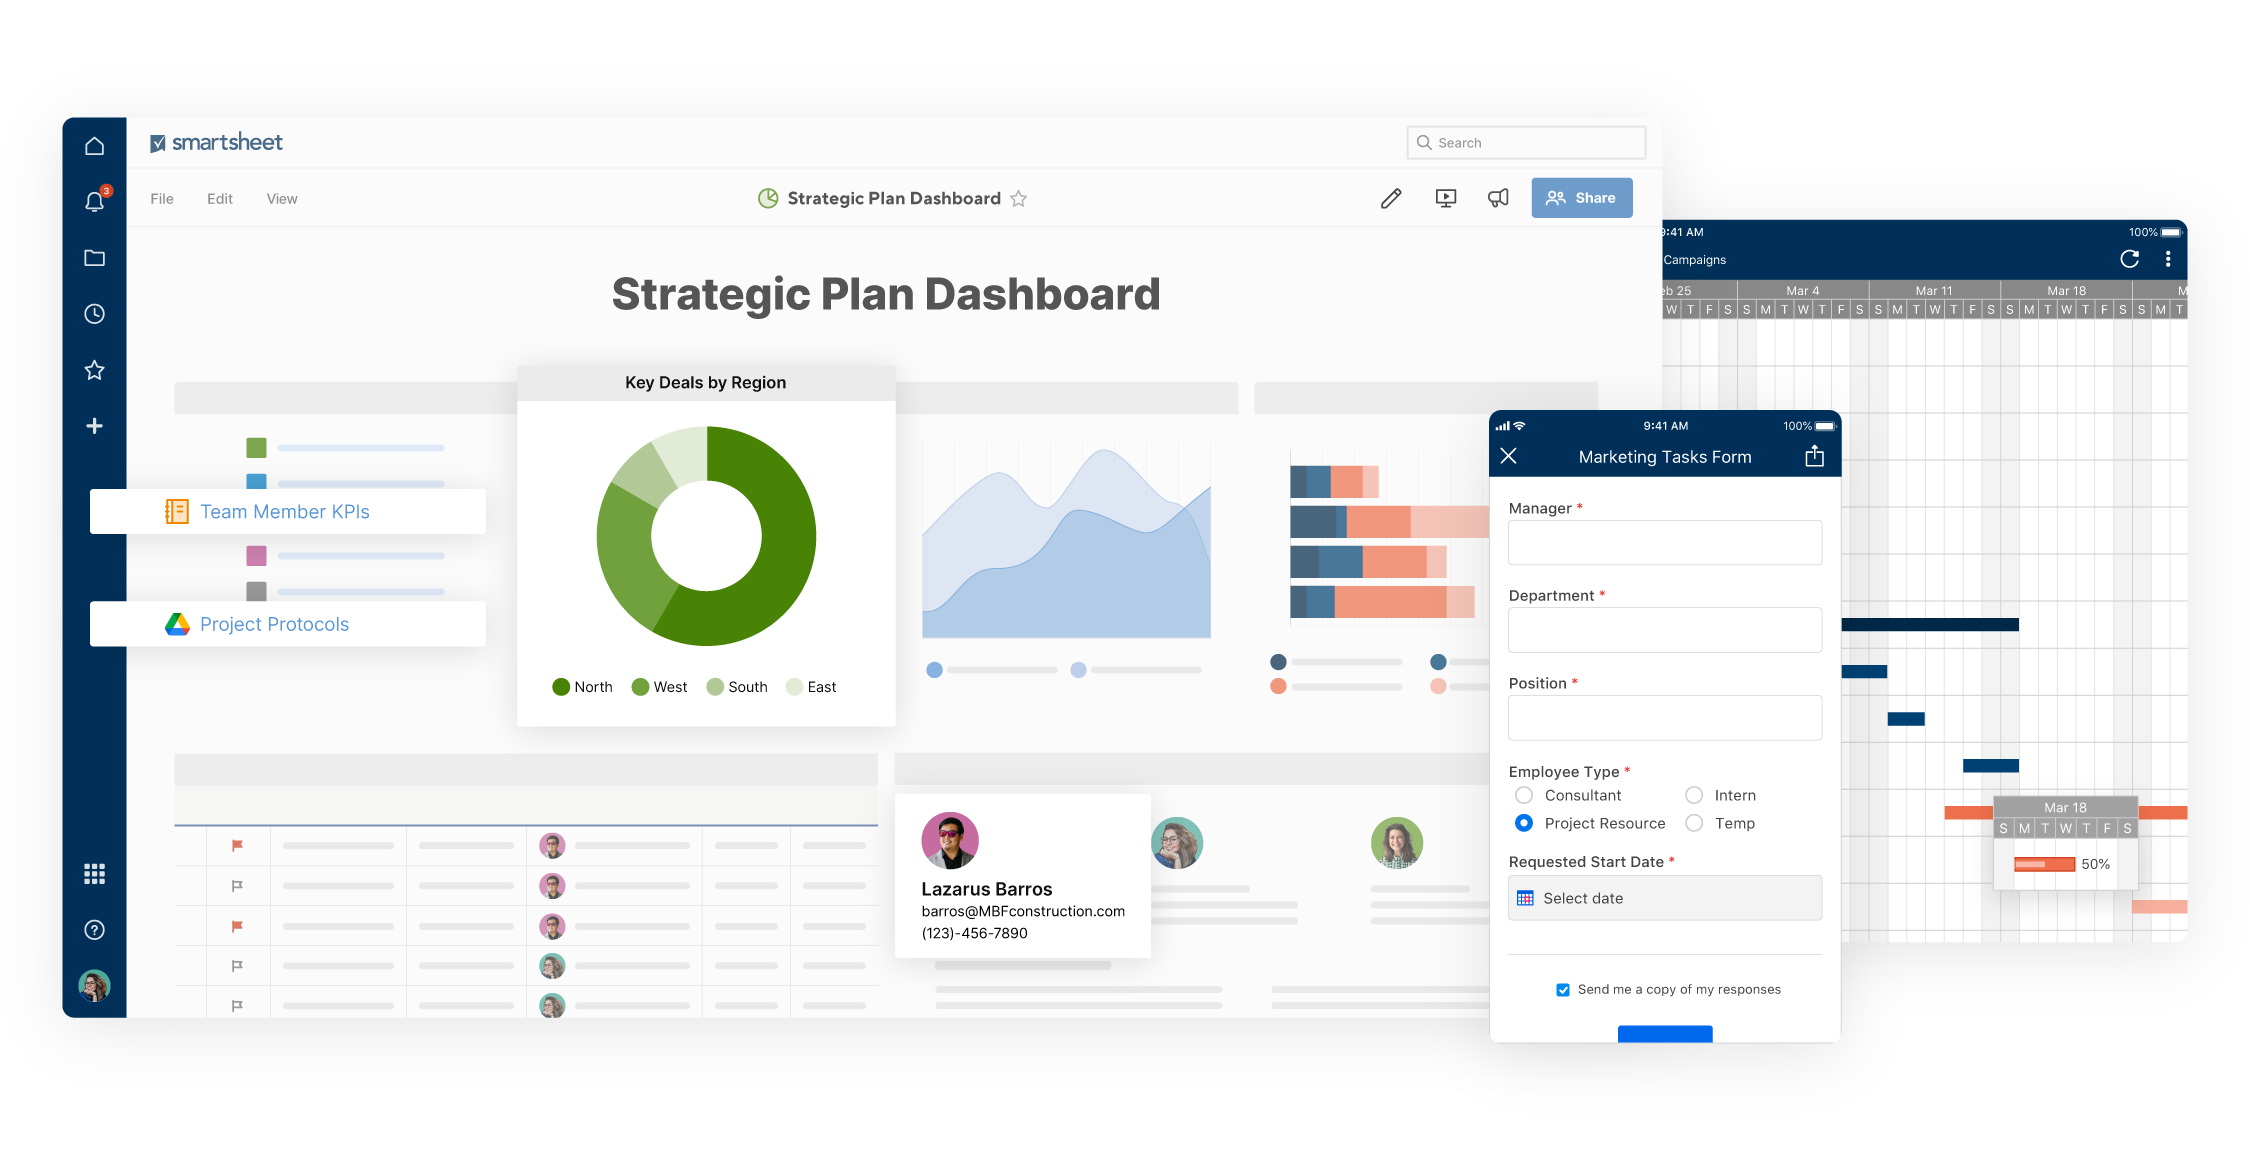 smartsheet
Search
3
File Edit View
Strategic Plan Dashboard
Share
Strategic Plan Dashboard
Key Deals by Region
North West South East
Team Member KPIs
Project Protocols
Lazarus Barros
barros@MBFconstruction.com
(123)-456-7890
9:41 AM 100%
Marketing Tasks Form
Manager *
Department *
Position *
Employee Type *
Consultant Intern
Project Resource Temp
Requested Start Date *
Select date
Send me a copy of my responses
9:41 AM 100%
Campaigns
eb 25 Mar 4 Mar 11 Mar 18 M
W T F S S M T W T F S S M T W T F S S M T W T F S S M T
Mar 18
S M T W T F S
50%